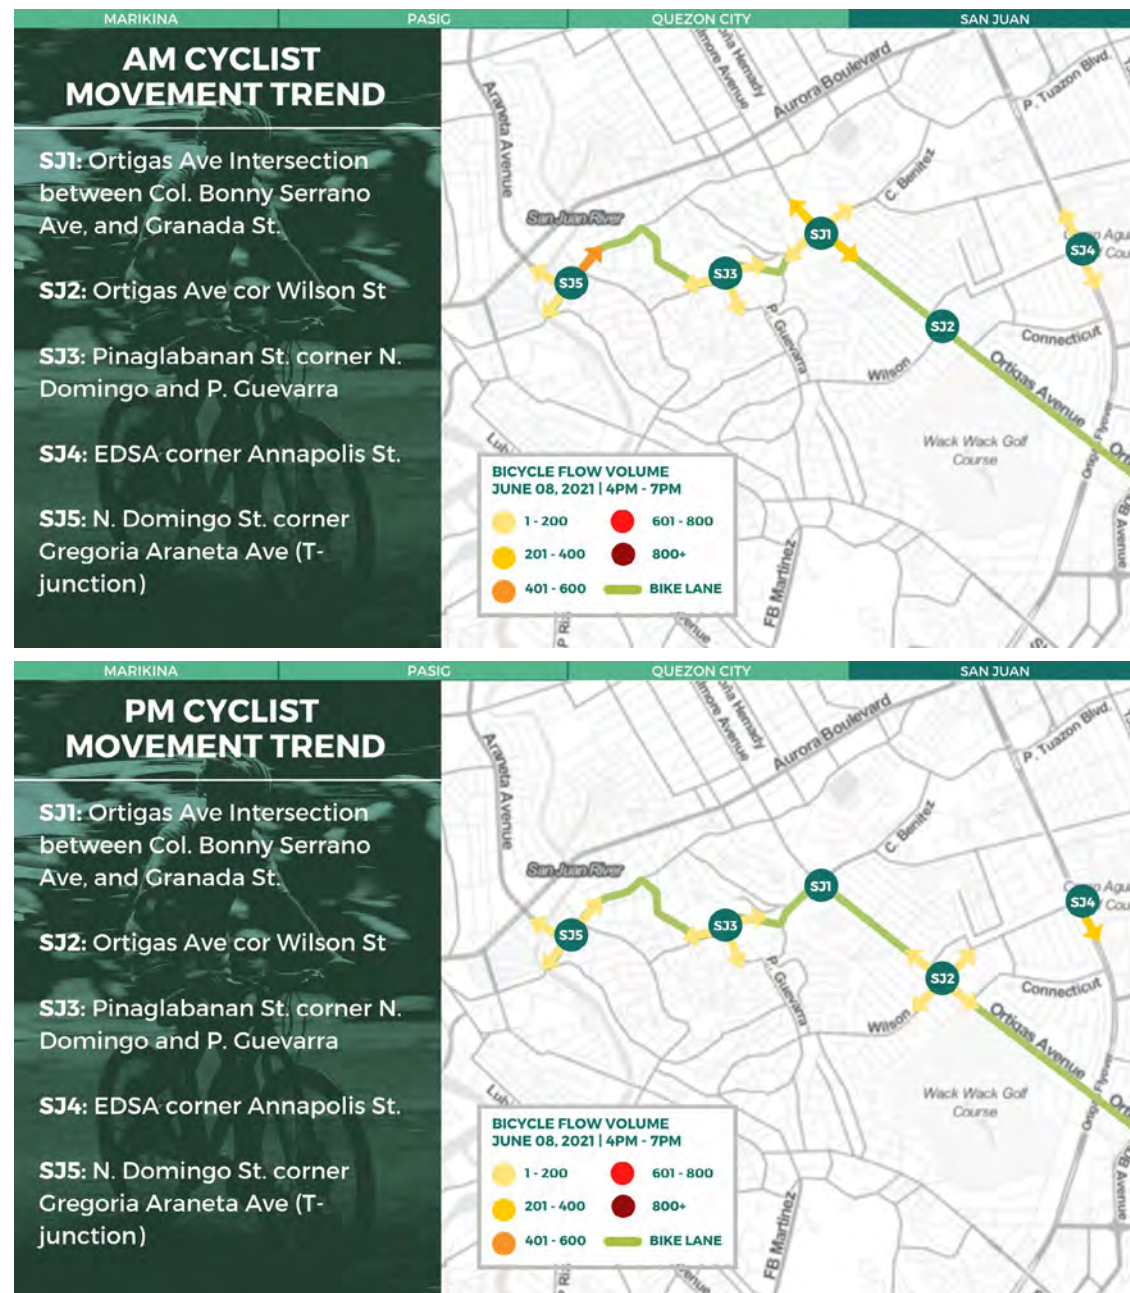 MARIKINA
PASIG
QUEZON CITY
SAN JUAN
AM CYCLIST
MOVEMENT TREND
SJ1: Ortigas Ave Intersection
between Col. Bonny Serrano
Ave, and Granada St.
SJ2: Ortigas Ave cor Wilson St
SJ3: Pinaglabanan St. corner N.
Domingo and P. Guevarra
SJ4: EDSA corner Annapolis St.
SJ5: N. Domingo St. corner
Gregoria Araneta Ave (T-
junction)
Araneta Avenue
Hemady
Aurora Boulevard
P. Tuazon Blvd.
C. Benitez
San Juan River
SJ1
SJ3
SJ4
SJ5
SJ2
P. Guevarra
Wilson
Connecticut
Ortigas Avenue
Wack Wack Golf
Course
FB Martinez
Avenue
BICYCLE FLOW VOLUME
JUNE 08, 2021 | 4PM - 7PM
1 - 200
601 - 800
201 - 400
800+
401 - 600
BIKE LANE
MARIKINA
PASIG
QUEZON CITY
SAN JUAN
PM CYCLIST
MOVEMENT TREND
SJ1: Ortigas Ave Intersection
between Col. Bonny Serrano
Ave, and Granada St.
SJ2: Ortigas Ave cor Wilson St
SJ3: Pinaglabanan St. corner N.
Domingo and P. Guevarra
SJ4: EDSA corner Annapolis St.
SJ5: N. Domingo St. corner
Gregoria Araneta Ave (T-
junction)
Araneta Avenue
Hemady
Aurora Boulevard
P. Tuazon Blvd.
C. Benitez
San Juan River
SJ1
SJ3
SJ4
SJ5
SJ2
P. Guevarra
Wilson
Connecticut
Ortigas Avenue
Wack Wack Golf
Course
FB Martinez
Avenue
BICYCLE FLOW VOLUME
JUNE 08, 2021 | 4PM - 7PM
1 - 200
601 - 800
201 - 400
800+
401 - 600
BIKE LANE